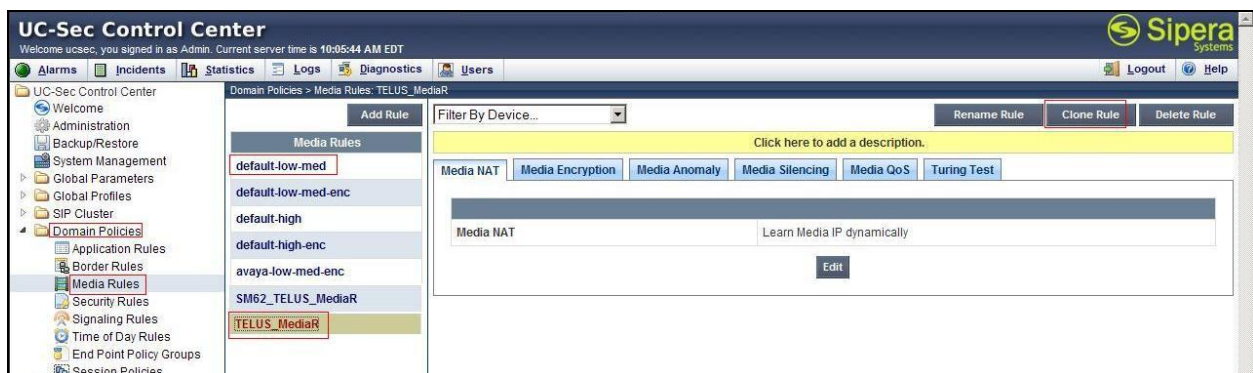 UC-Sec Control Center
Welcome ucsec, you signed in as Admin. Current server time is 10:05:44 AM EDT
Sipera
Systems
Alarms Incidents Statistics Logs Diagnostics Users Logout Help
UC-Sec Control Center
Welcome
Administration
Backup/Restore
System Management
Global Parameters
Global Profiles
SIP Cluster
Domain Policies
Application Rules
Border Rules
Media Rules
Security Rules
Signaling Rules
Time of Day Rules
End Point Policy Groups
Session Policies
Domain Policies > Media Rules: TELUS_MediaR
Add Rule
Media Rules
default-low-med
default-low-med-enc
default-high
default-high-enc
avaya-low-med-enc
SM62_TELUS_MediaR
TELUS_MediaR
Filter By Device...
Rename Rule Clone Rule Delete Rule
Click here to add a description.
Media NAT Media Encryption Media Anomaly Media Silencing Media QoS Turing Test
Media NAT Learn Media IP dynamically
Edit